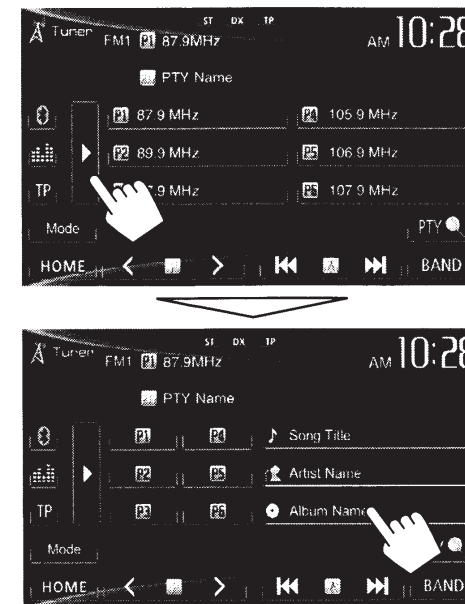 ST DX TP
Tuner FM1 P1 87.9MHz AM 10:28
PTY Name
P1 87.9 MHz P4 105.9 MHz
P2 89.9 MHz P5 106.9 MHz
TP 7.9 MHz P6 107.9 MHz
Mode PTY
HOME BAND
ST DX TP
Tuner FM1 P1 87.9MHz AM 10:28
PTY Name
P1 P4 Song Title
P2 P5 Artist Name
TP P3 P6 Album Name
Mode
HOME BAND